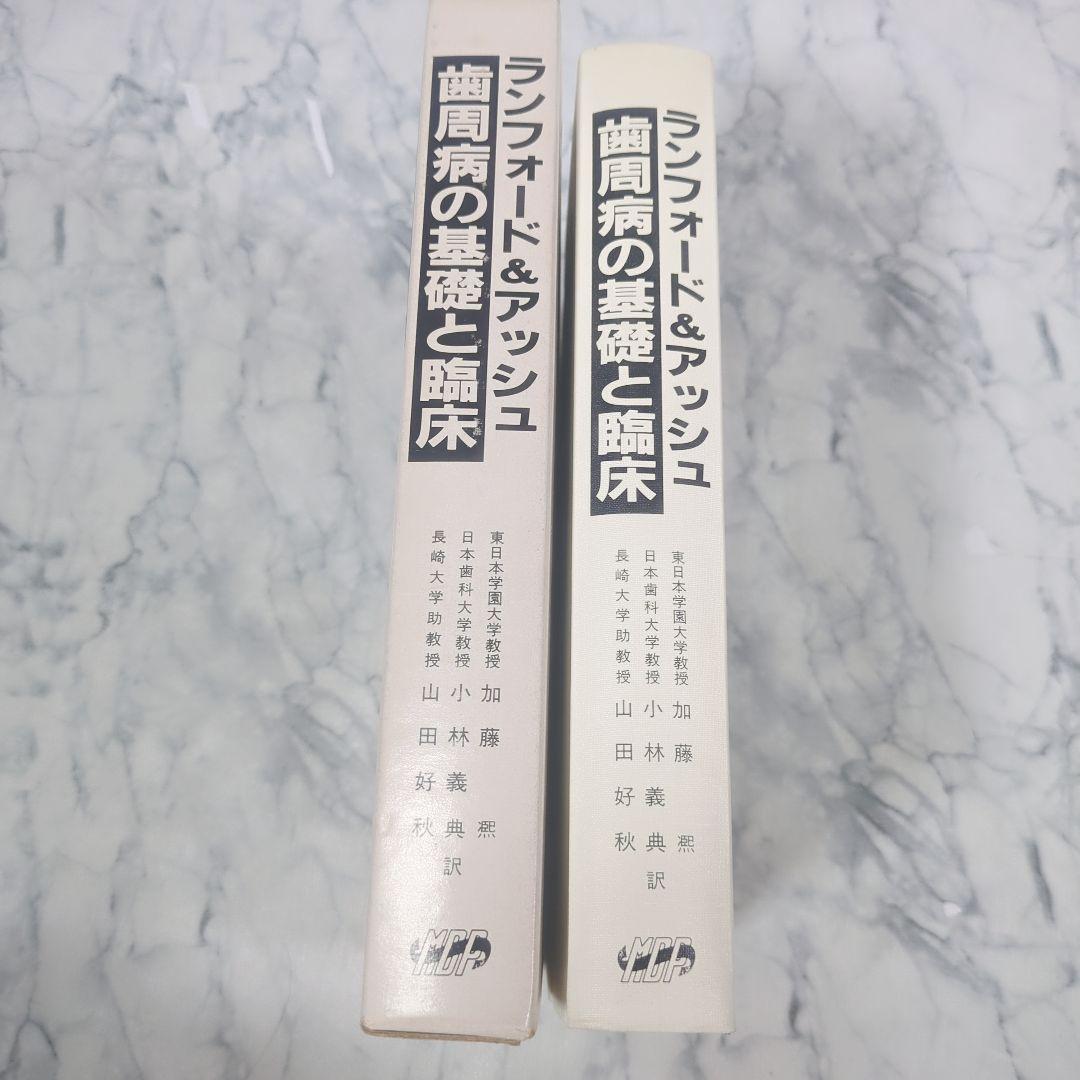 ランフォード&アッシュ
歯周病の基礎と臨床
東日本学園大学教授 加藤 熈
日本歯科大学教授 小林義典
長崎大学助教授 山田好秋
訳
MDP
ランフォード&アッシュ
歯周病の基礎と臨床
東日本学園大学教授 加藤 熈
日本歯科大学教授 小林義典
長崎大学助教授 山田好秋
訳
MDP